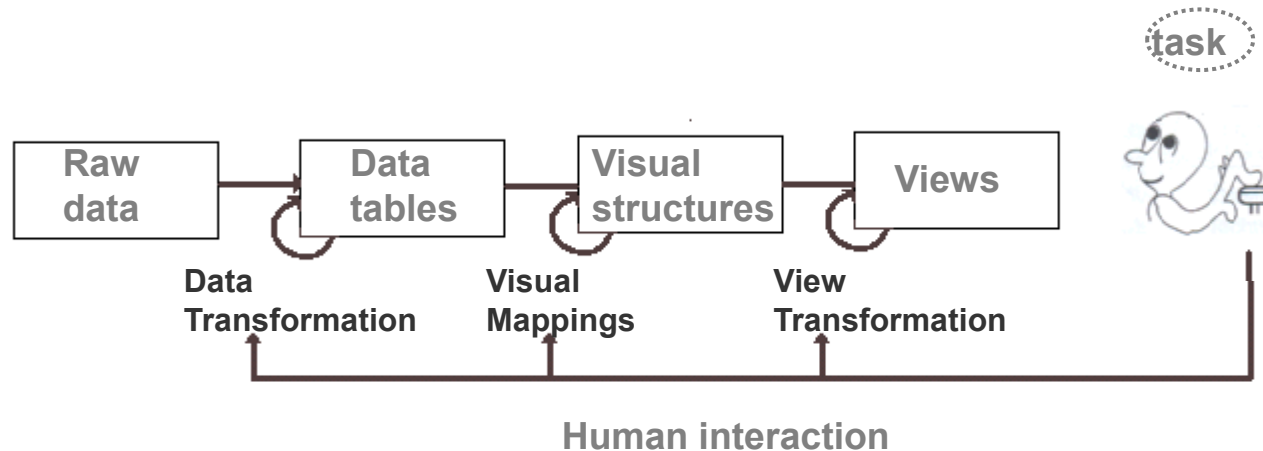 task
Raw
data
Data
tables
Visual
structures
Views
Data
Transformation
Visual
Mappings
View
Transformation
Human interaction